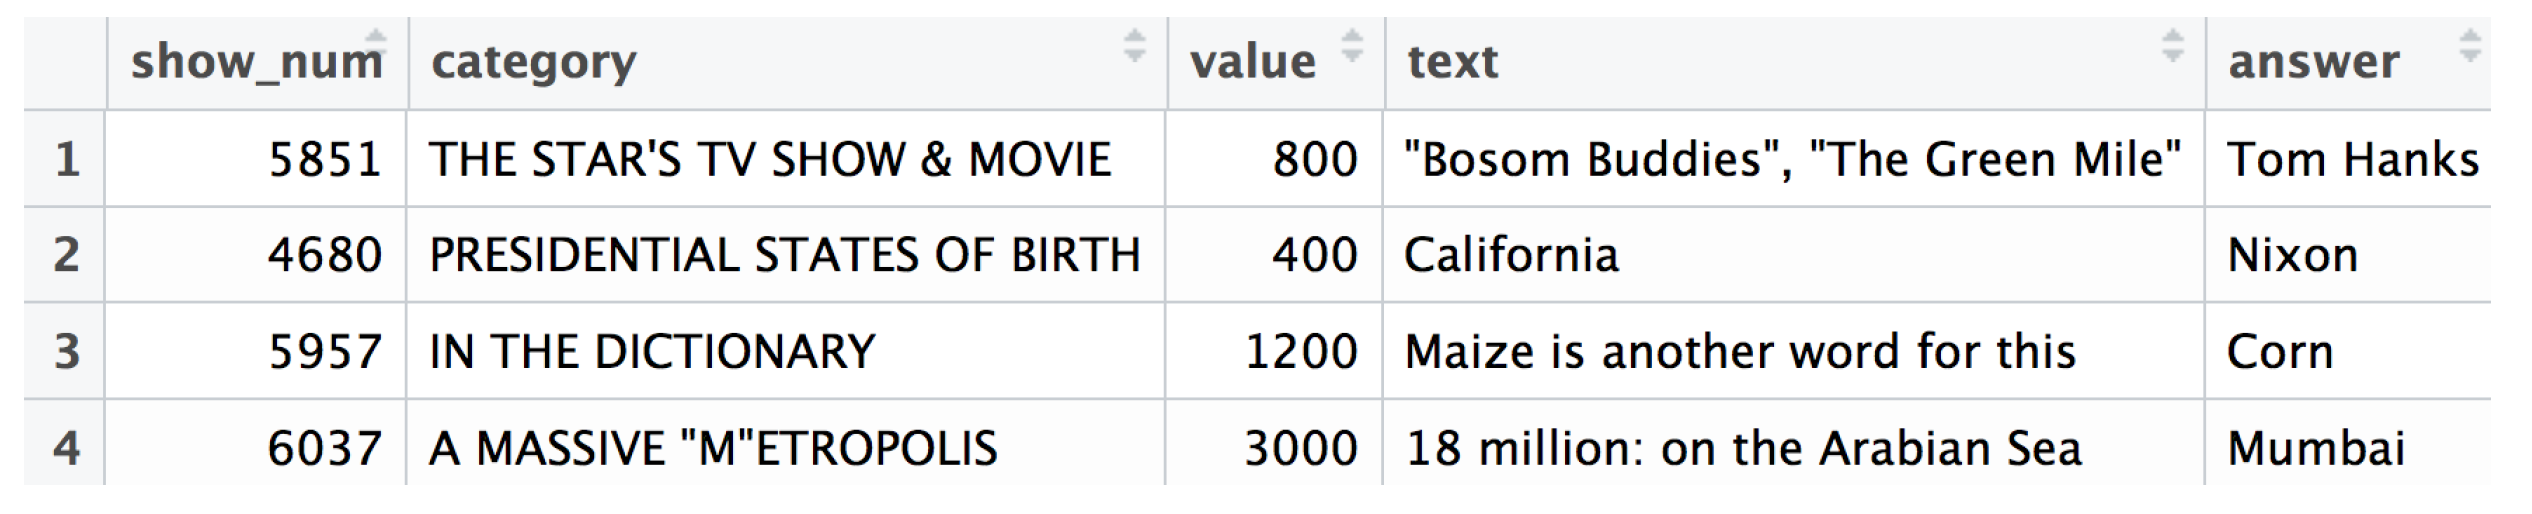 show_num category value text answer
1 5851 THE STAR'S TV SHOW & MOVIE 800 "Bosom Buddies", "The Green Mile" Tom Hanks
2 4680 PRESIDENTIAL STATES OF BIRTH 400 California Nixon
3 5957 IN THE DICTIONARY 1200 Maize is another word for this Corn
4 6037 A MASSIVE "M"ETROPOLIS 3000 18 million: on the Arabian Sea Mumbai